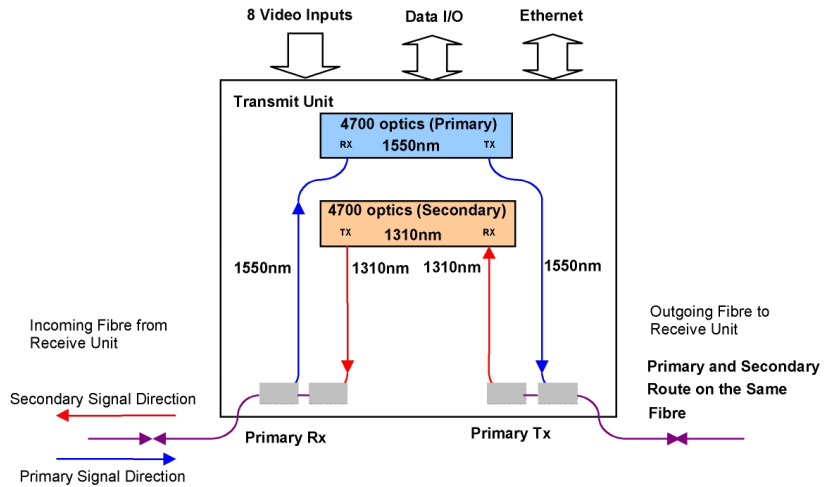 8 Video Inputs
Data I/O
Ethernet
Transmit Unit
4700 optics (Primary)
RX
1550nm
TX
4700 optics (Secondary)
TX
1310nm
RX
1550nm
1310nm
1310nm
1550nm
Incoming Fibre from
Receive Unit
Outgoing Fibre to
Receive Unit
Primary and Secondary
Route on the Same
Fibre
Secondary Signal Direction
Primary Rx
Primary Tx
Primary Signal Direction